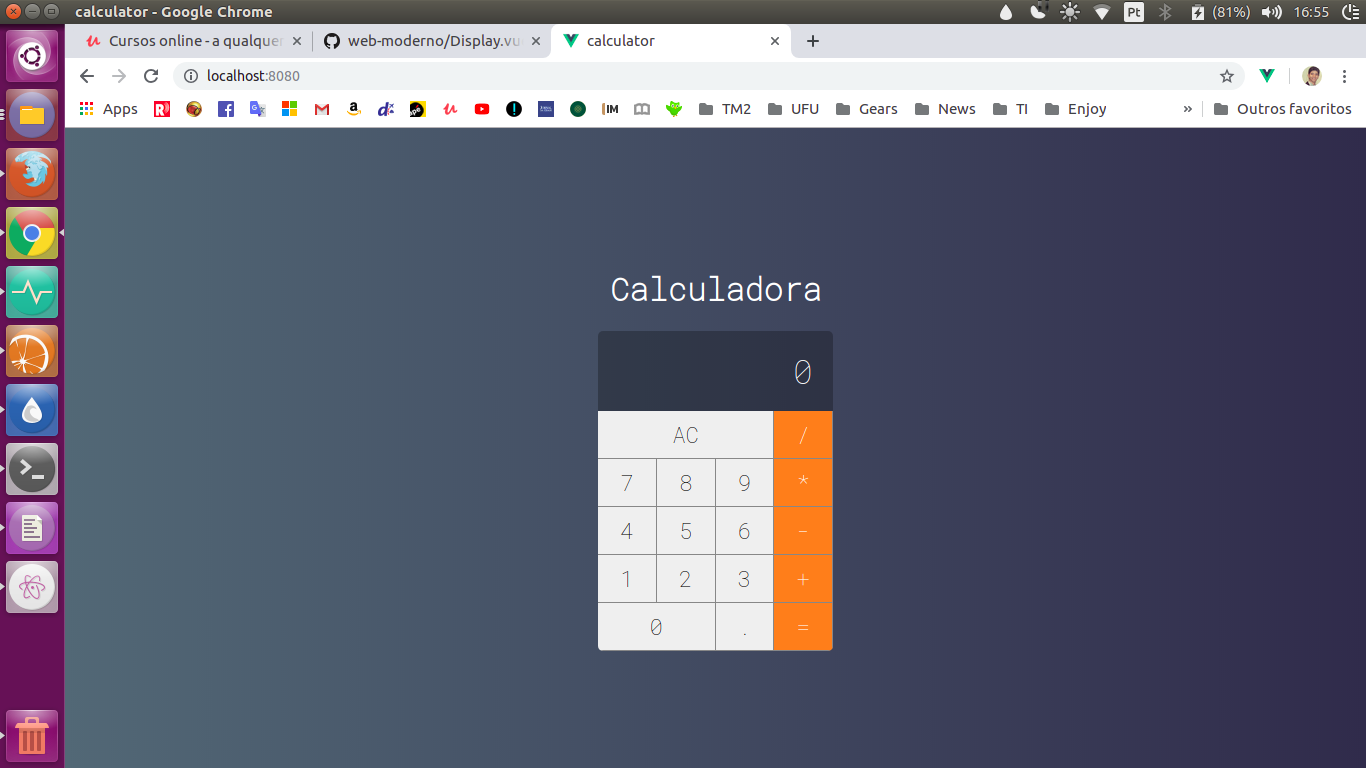 calculator - Google Chrome
Pt (81%) 16:55
Cursos online - a qualquer
web-moderno/Display.vu
calculator
localhost:8080
Apps
TM2
UFU
Gears
News
TI
Enjoy
»
Outros favoritos
Calculadora
0
AC /
7 8 9 *
4 5 6 -
1 2 3 +
0 . =